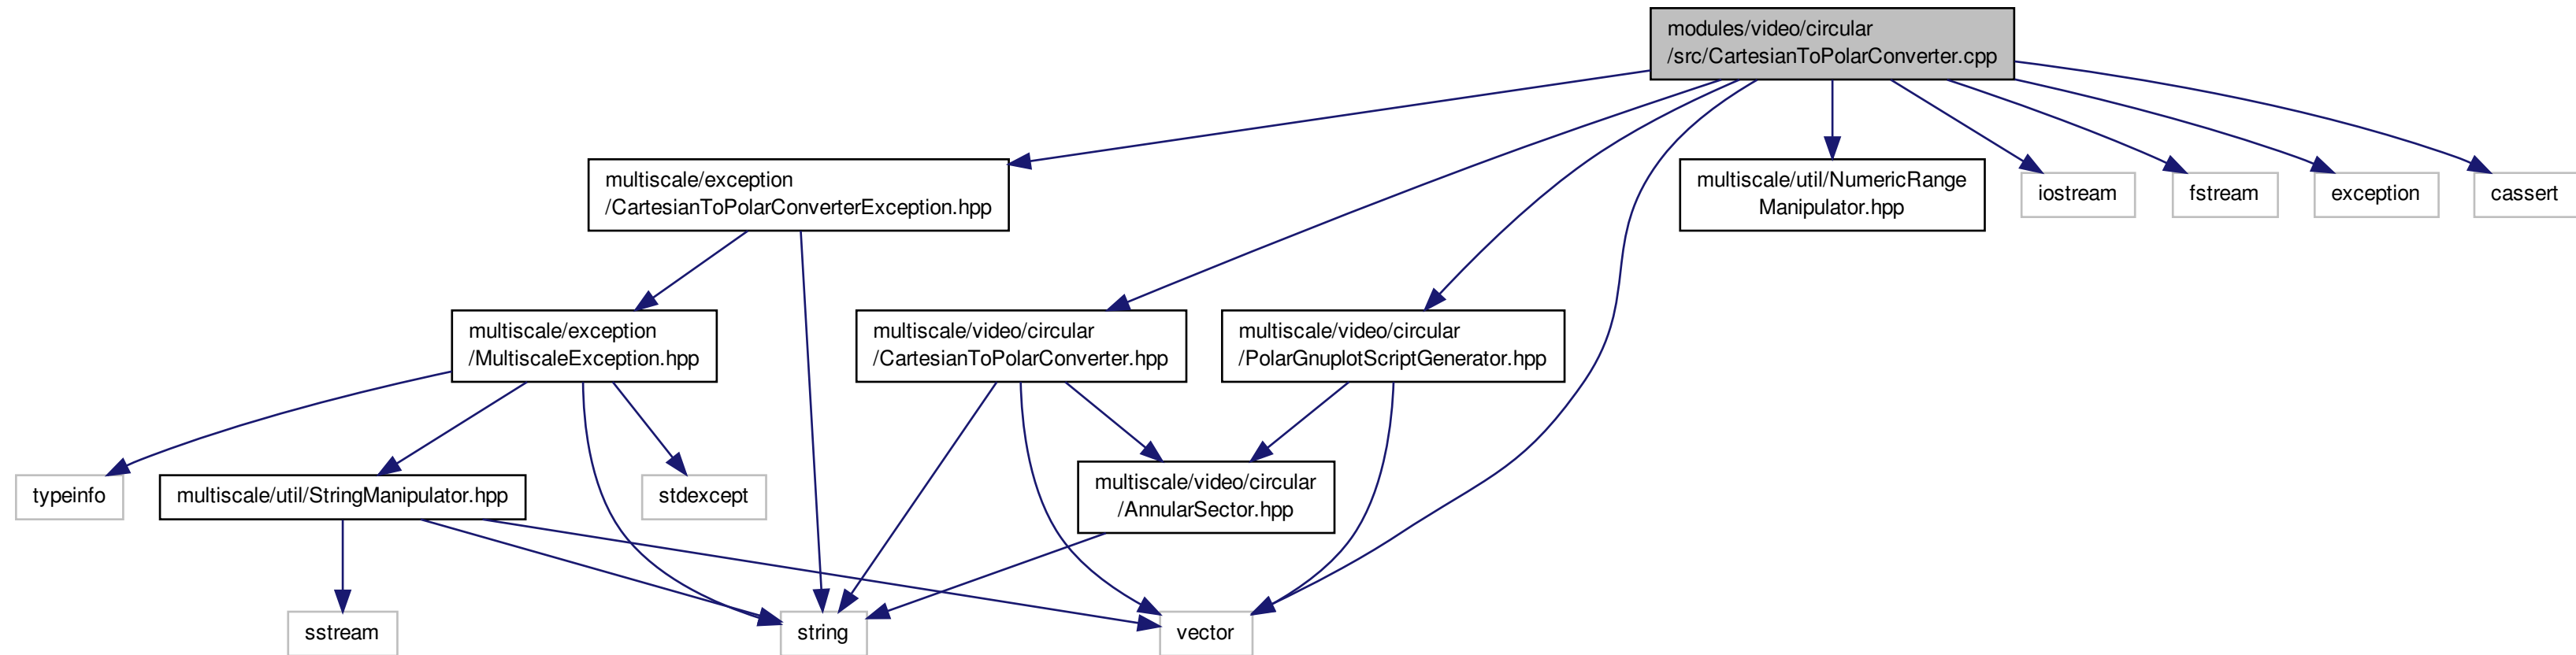 modules/video/circular
/src/CartesianToPolarConverter.cpp
multiscale/exception
/CartesianToPolarConverterException.hpp
multiscale/util/NumericRange
Manipulator.hpp
iostream
fstream
exception
cassert
multiscale/exception
/MultiscaleException.hpp
multiscale/video/circular
/CartesianToPolarConverter.hpp
multiscale/video/circular
/PolarGnuplotScriptGenerator.hpp
typeinfo
multiscale/util/StringManipulator.hpp
stdexcept
multiscale/video/circular
/AnnularSector.hpp
sstream
string
vector